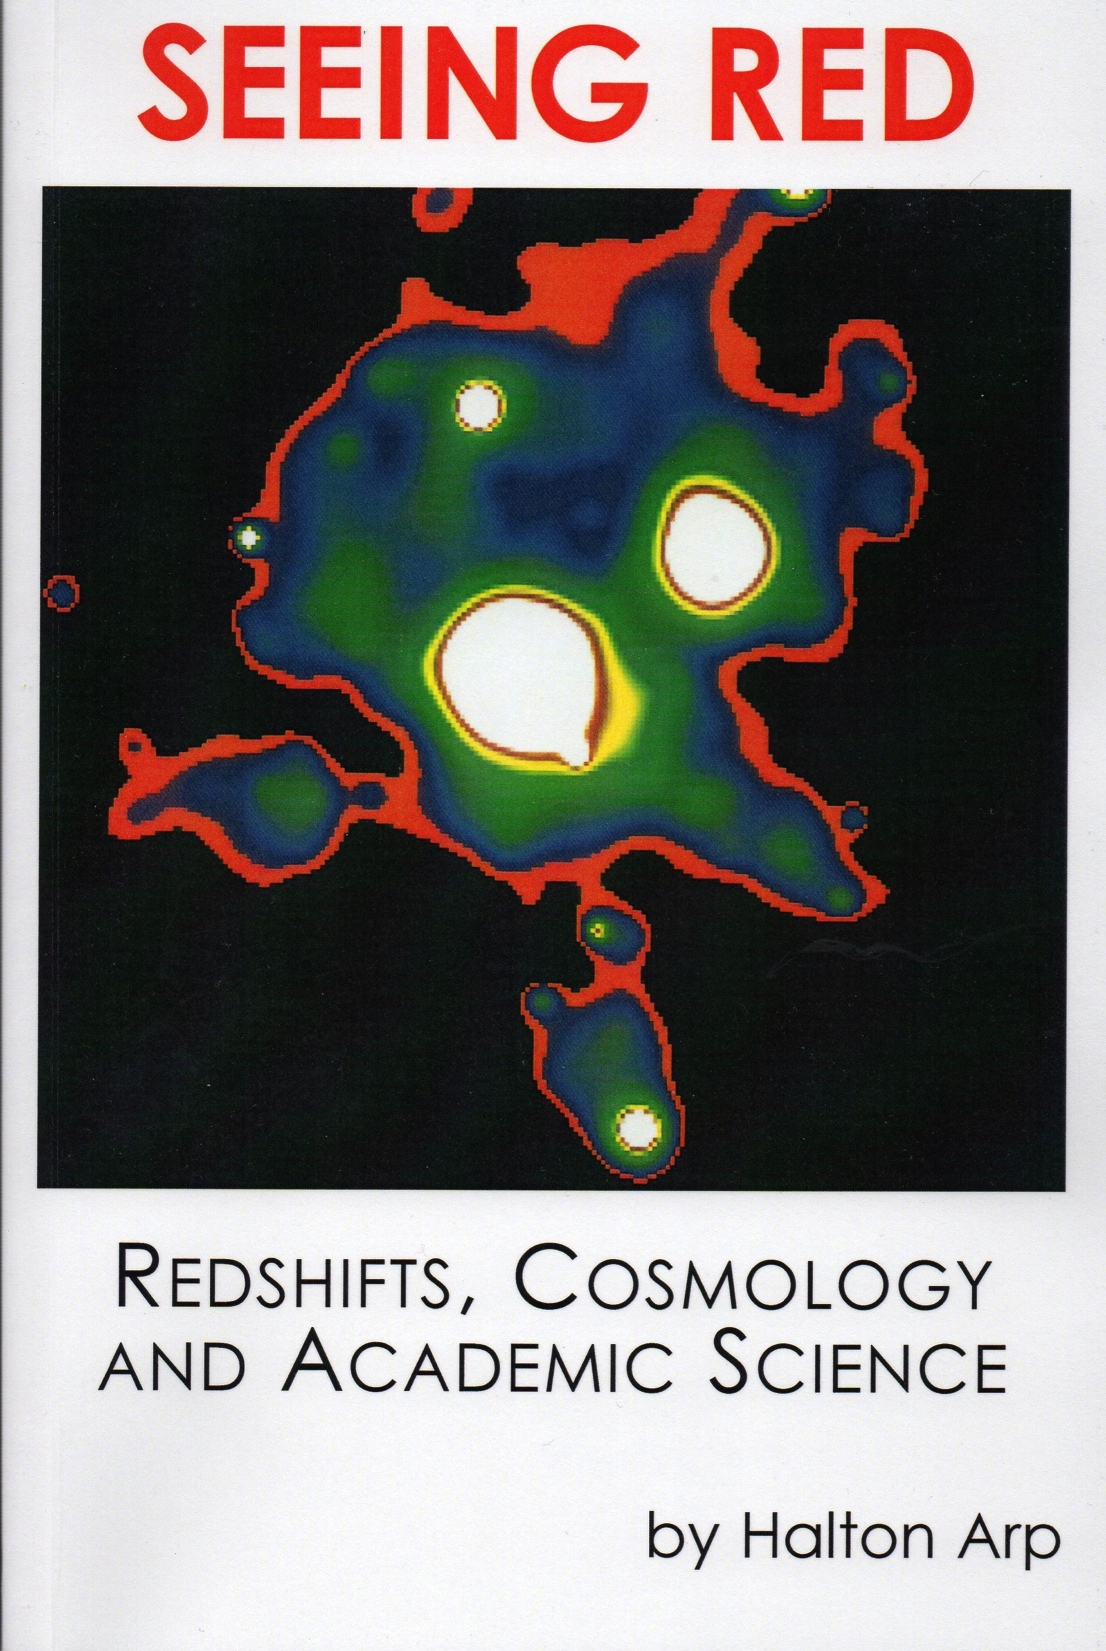 SEEING RED
REDSHIFTS, COSMOLOGY
AND ACADEMIC SCIENCE
by Halton Arp